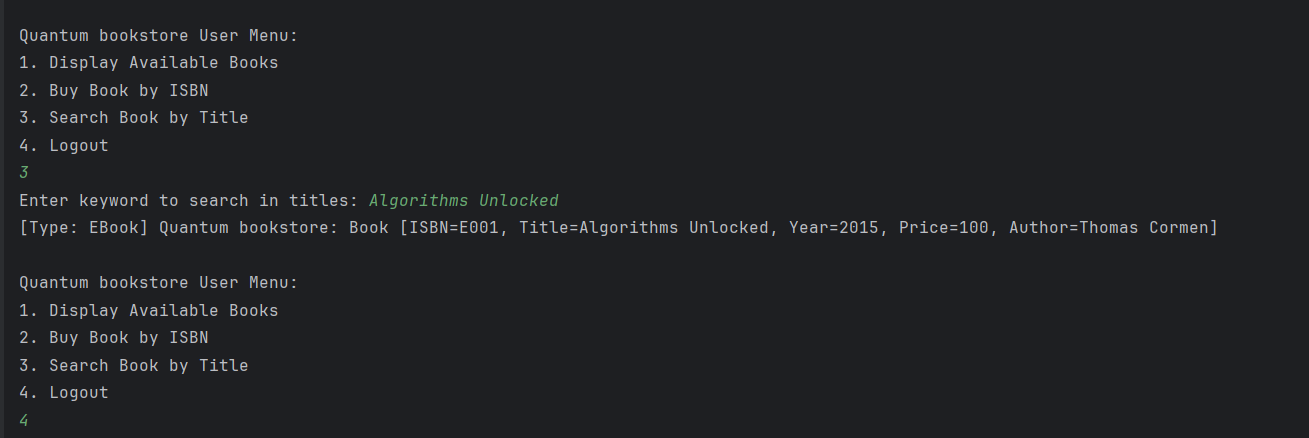 Quantum bookstore User Menu:
1. Display Available Books
2. Buy Book by ISBN
3. Search Book by Title
4. Logout
3
Enter keyword to search in titles: Algorithms Unlocked
[Type: EBook] Quantum bookstore: Book [ISBN=E001, Title=Algorithms Unlocked, Year=2015, Price=100, Author=Thomas Cormen]
Quantum bookstore User Menu:
1. Display Available Books
2. Buy Book by ISBN
3. Search Book by Title
4. Logout
4